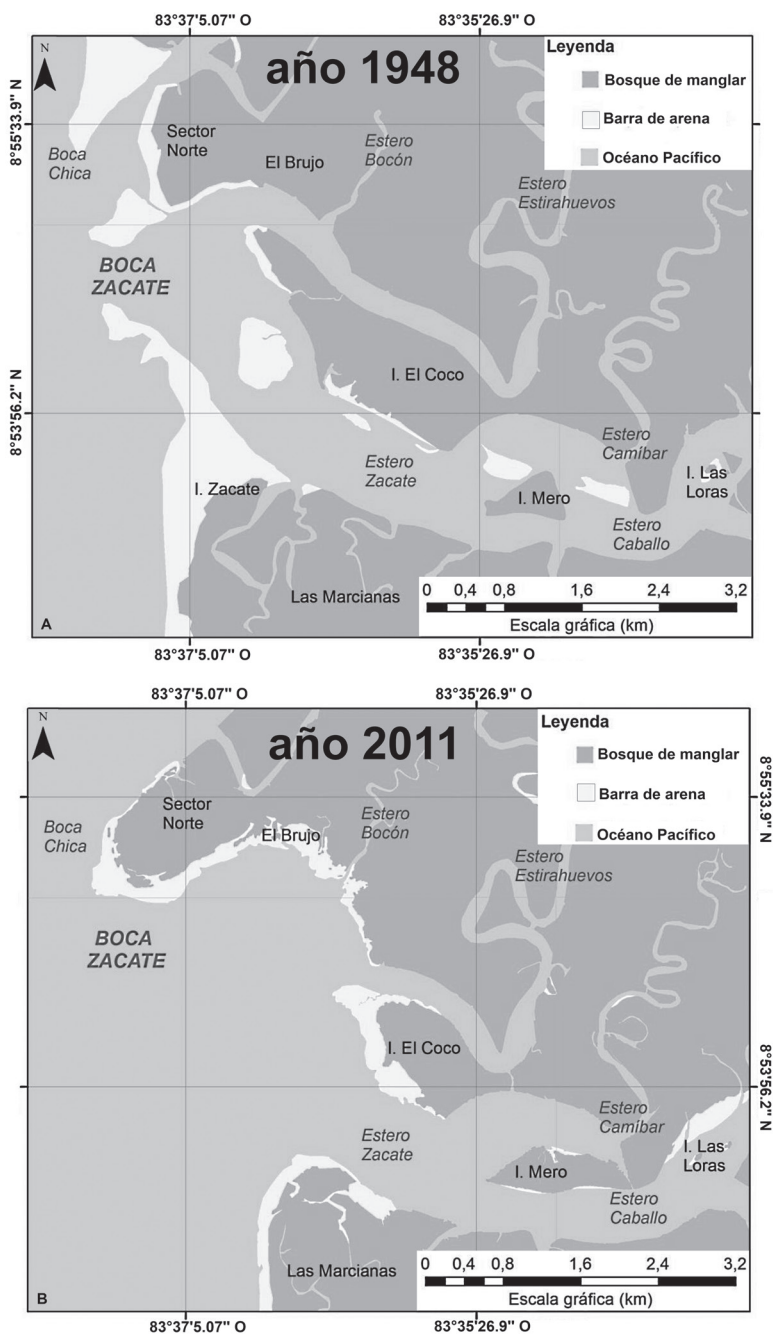 83°37'5.07" O
83°35'26.9" O
N
año 1948
Leyenda
Bosque de manglar
Barra de arena
Océano Pacífico
8°55'33.9" N
Boca
Chica
Sector
Norte
El Brujo
Estero
Bocón
Estero
Estirahuevos
BOCA
ZACATE
I. El Coco
8°53'56.2" N
Estero
Zacate
Estero
Camíbar
I. Las
Loras
I. Zacate
I. Mero
Estero
Caballo
Las Marcianas
0 0,4 0,8 1,6 2,4 3,2
Escala gráfica (km)
A
83°37'5.07" O
83°35'26.9" O
83°37'5.07" O
83°35'26.9" O
N
año 2011
Leyenda
Bosque de manglar
Barra de arena
Océano Pacífico
8°55'33.9" N
Boca
Chica
Sector
Norte
El Brujo
Estero
Bocón
Estero
Estirahuevos
BOCA
ZACATE
I. El Coco
8°53'56.2" N
Estero
Zacate
Estero
Camíbar
I. Las
Loras
I. Mero
Estero
Caballo
Las Marcianas
0 0,4 0,8 1,6 2,4 3,2
Escala gráfica (km)
B
83°37'5.07" O
83°35'26.9" O